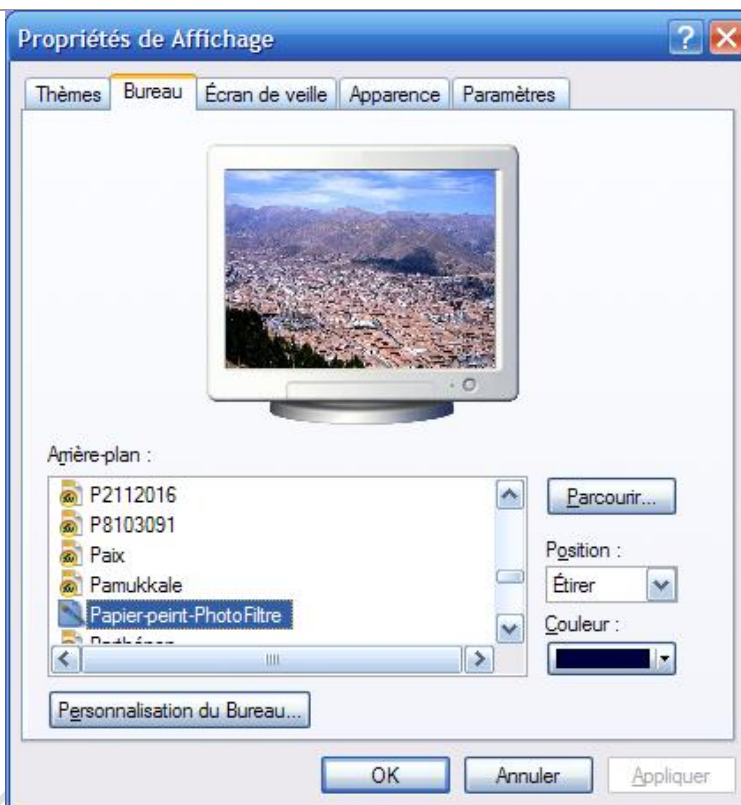 Propriétés de Affichage
Thèmes Bureau Écran de veille Apparence Paramètres
Arrière-plan :
P2112016
P8103091
Paix
Pamukkale
Papier-peint-PhotoFiltre
Parcourir...
Position :
Étirer
Couleur :
Personnalisation du Bureau...
OK Annuler Appliquer